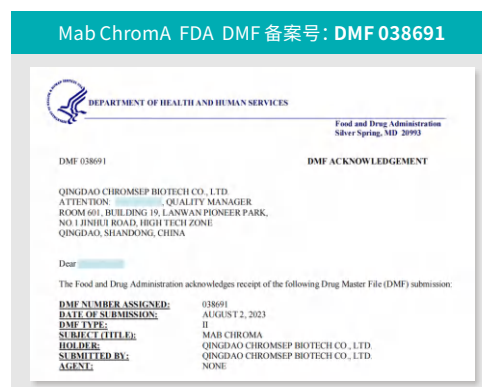 Mab ChromA FDA DMF 备案号：DMF 038691
DEPARTMENT OF HEALTH AND HUMAN SERVICES
Food and Drug Administration
Silver Spring, MD 20993
DMF 038691
DMF ACKNOWLEDGEMENT
QINGDAO CHROMSEP BIOTECH CO., LTD.
ATTENTION: , QUALITY MANAGER
ROOM 601, BUILDING 19, LANWAN PIONEER PARK,
NO.1 JINHUI ROAD, HIGH TECH ZONE
QINGDAO, SHANDONG, CHINA
Dear
The Food and Drug Administration acknowledges receipt of the following Drug Master File (DMF) submission:
DMF NUMBER ASSIGNED: 038691
DATE OF SUBMISSION: AUGUST 2, 2023
DMF TYPE: II
SUBJECT (TITLE): MAB CHROMA
HOLDER: QINGDAO CHROMSEP BIOTECH CO., LTD.
SUBMITTED BY: QINGDAO CHROMSEP BIOTECH CO., LTD.
AGENT: NONE